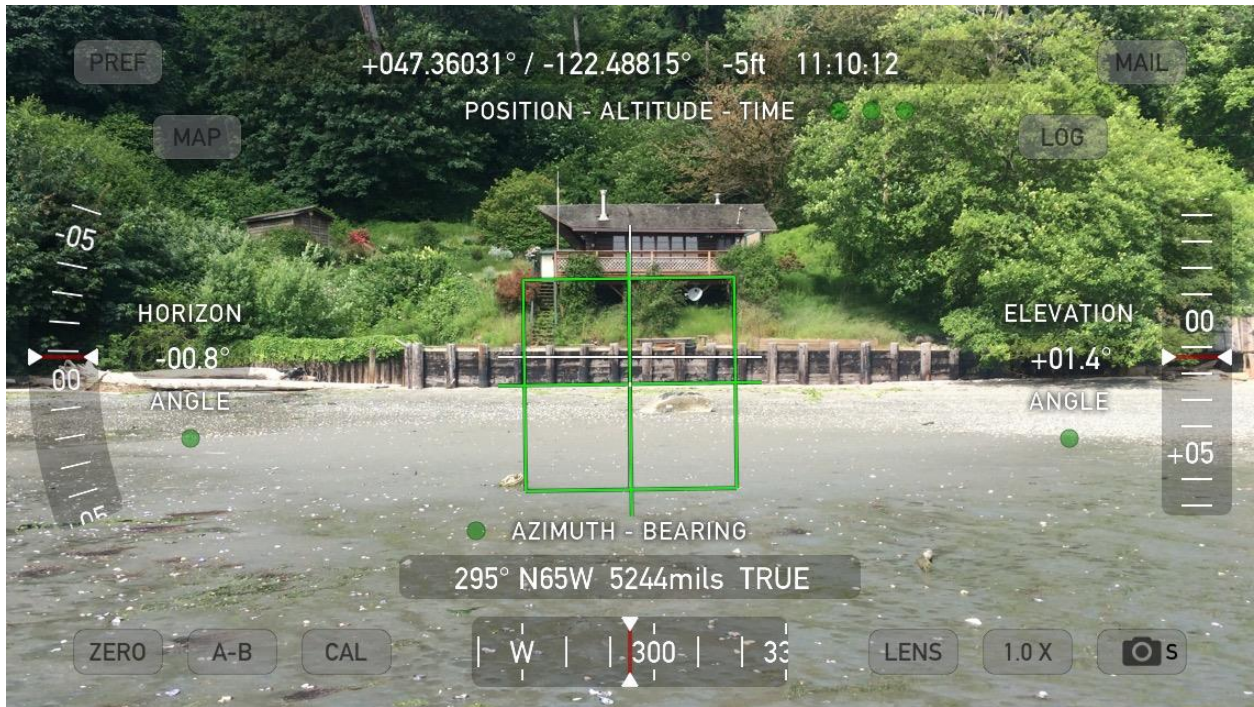 PREF
+047.36031° / -122.48815°
-5ft
11:10:12
MAIL
POSITION - ALTITUDE - TIME
MAP
LOG
-05
HORIZON
-00.8°
ANGLE
00
+05
ELEVATION
+01.4°
ANGLE
00
+05
AZIMUTH - BEARING
295° N65W 5244mils TRUE
ZERO
A-B
CAL
W
300
33
LENS
1.0 X
S